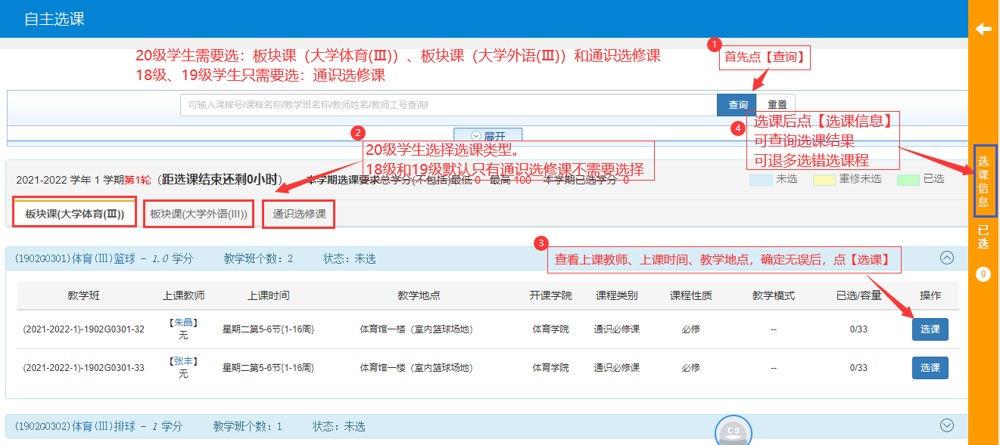 自主选课
20级学生需要选：板块课（大学体育(Ⅲ)）、板块课（大学外语(Ⅲ)）和通识选修课
18级、19级学生只需要选：通识选修课
1
首先点【查询】
可输入课程号/课程名称/教学班名称/教师姓名/教师工号查询!
查询
重置
展开
2
20级学生选择选课类型。
18级和19级默认只有通识选修课不需要选择
4
选课后点【选课信息】
可查询选课结果
可退多选错选课程
2021-2022 学年 1 学期第1轮（距选课结束还剩0小时） 本学期选课要求总学分(不包括)最低 0 最高 100 本学期已选学分 0
未选 重修未选 已选
板块课(大学体育(Ⅲ)) 板块课(大学外语(III)) 通识选修课
3
查看上课教师、上课时间、教学地点，确定无误后，点【选课】
(1902G0301)体育(III)篮球 - 1.0 学分 教学班个数：2 状态：未选
教学班 上课教师 上课时间 教学地点 开课学院 课程类别 课程性质 教学模式 已选/容量 操作
(2021-2022-1)-1902G0301-32 【朱晶】 无 星期二第5-6节{1-16周} 体育馆一楼（室内篮球场地） 体育学院 通识必修课 必修 -- 0/33 选课
(2021-2022-1)-1902G0301-33 【张丰】 无 星期二第5-6节{1-16周} 体育馆一楼（室内篮球场地） 体育学院 通识必修课 必修 -- 0/33 选课
(1902G0302)体育(III)排球 - 1 学分 教学班个数：1 状态：未选
选课信息
已选
0